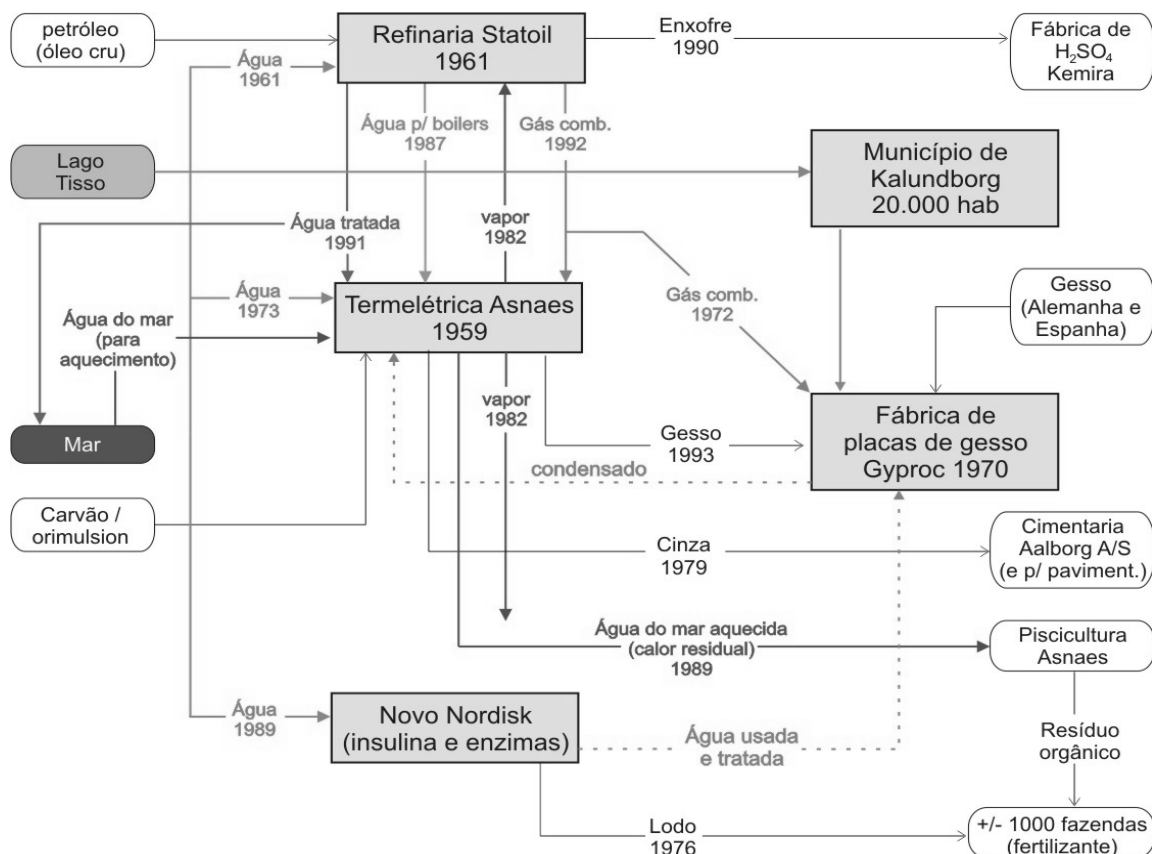 petróleo
(óleo cru)
Refinaria Statoil
1961
Enxofre
1990
Fábrica de
H₂SO₄
Kemira
Água
1961
Água p/ boilers
1987
Gás comb.
1992
Lago
Tisso
Município de
Kalundborg
20.000 hab
Água tratada
1991
vapor
1982
Água
1973
Termelétrica Asnaes
1959
Gás comb.
1972
Gesso
(Alemanha e
Espanha)
Água do mar
(para
aquecimento)
vapor
1982
Mar
Gesso
1993
Fábrica de
placas de gesso
Gyproc 1970
condensado
Carvão /
orimulsion
Cinza
1979
Cimentaria
Aalborg A/S
(e p/ paviment.)
Água do mar aquecida
(calor residual)
1989
Piscicultura
Asnaes
Água
1989
Novo Nordisk
(insulina e enzimas)
Água usada
e tratada
Resíduo
orgânico
Lodo
1976
+/- 1000 fazendas
(fertilizante)